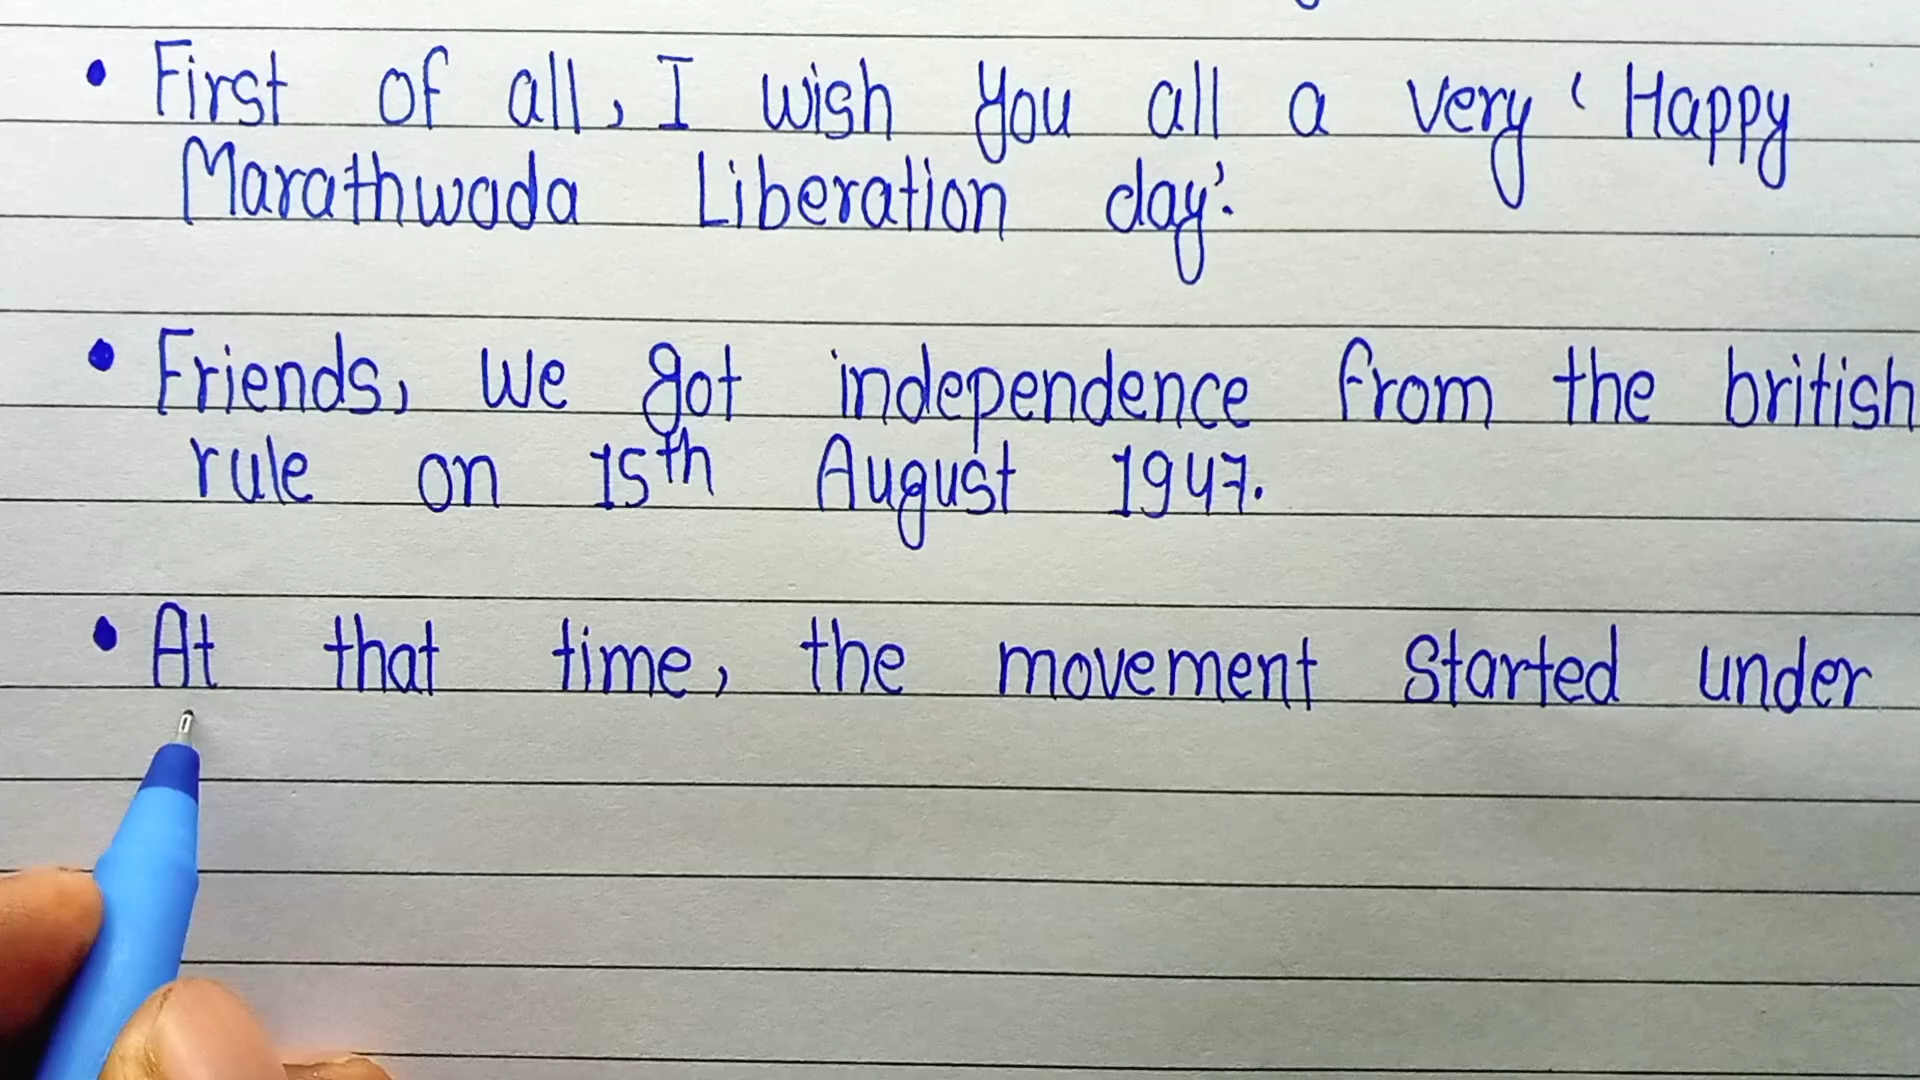 • First of all, I wish you all a very ‘Happy
Marathwada Liberation day’.
• Friends, we got independence from the british
rule on 15th August 1947.
• At that time, the movement started under